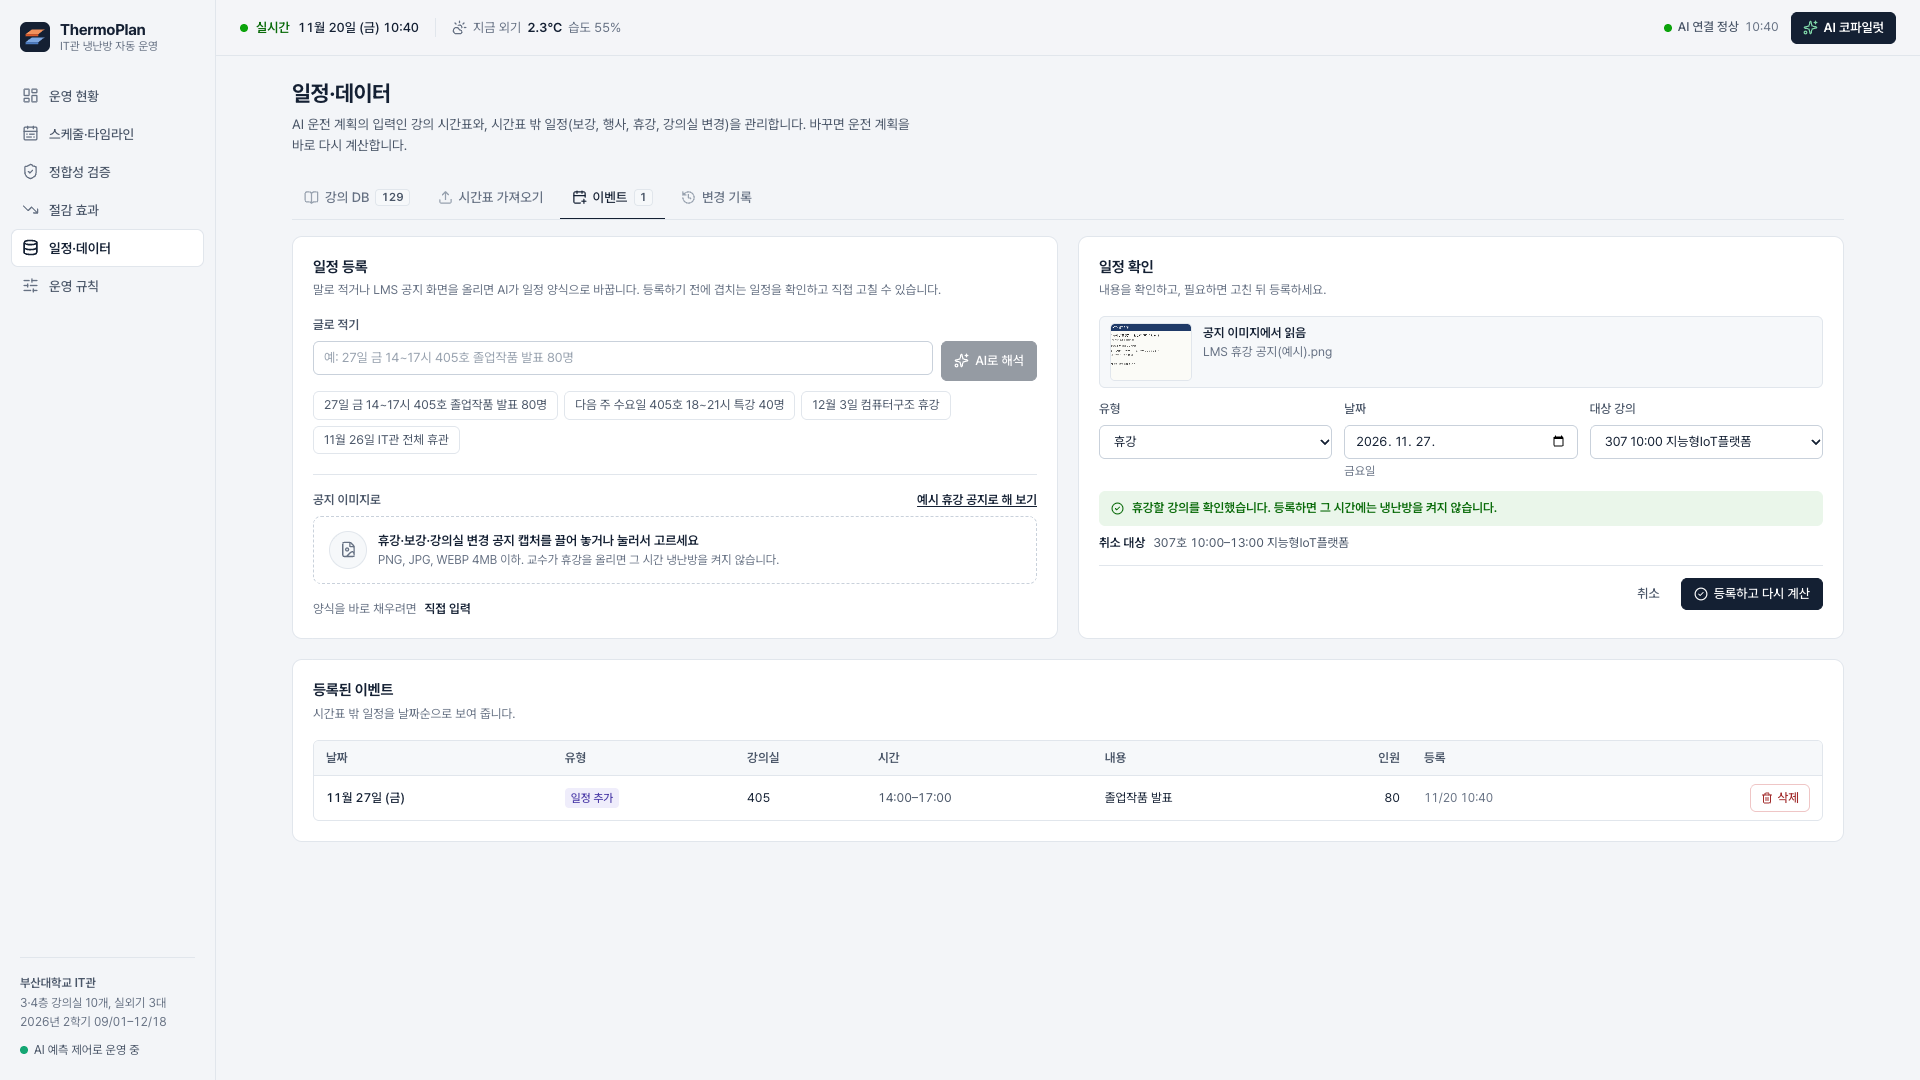 ThermoPlan
IT관 냉난방 자동 운영
운영 현황
스케줄·타임라인
정합성 검증
절감 효과
일정·데이터
운영 규칙
부산대학교 IT관
3·4층 강의실 10개, 실외기 3대
2026년 2학기 09/01–12/18
AI 예측 제어로 운영 중
실시간 11월 20일 (금) 10:40 지금 외기 2.3°C 습도 55%
AI 연결 정상 10:40 AI 코파일럿
일정·데이터
AI 운전 계획의 입력인 강의 시간표와, 시간표 밖 일정(보강, 행사, 휴강, 강의실 변경)을 관리합니다. 바꾸면 운전 계획을
바로 다시 계산합니다.
강의 DB 129 시간표 가져오기 이벤트 1 변경 기록
일정 등록
말로 적거나 LMS 공지 화면을 올리면 AI가 일정 양식으로 바꿉니다. 등록하기 전에 겹치는 일정을 확인하고 직접 고칠 수 있습니다.
글로 적기
예: 27일 금 14~17시 405호 졸업작품 발표 80명
AI로 해석
27일 금 14~17시 405호 졸업작품 발표 80명 다음 주 수요일 405호 18~21시 특강 40명 12월 3일 컴퓨터구조 휴강
11월 26일 IT관 전체 휴관
공지 이미지로 예시 휴강 공지로 해 보기
휴강·보강·강의실 변경 공지 캡처를 끌어 놓거나 눌러서 고르세요
PNG, JPG, WEBP 4MB 이하. 교수가 휴강을 올리면 그 시간 냉난방을 켜지 않습니다.
양식을 바로 채우려면 직접 입력
일정 확인
내용을 확인하고, 필요하면 고친 뒤 등록하세요.
공지 이미지에서 읽음
LMS 휴강 공지(예시).png
유형 날짜 대상 강의
휴강 2026. 11. 27. 307 10:00 지능형IoT플랫폼
금요일
휴강할 강의를 확인했습니다. 등록하면 그 시간에는 냉난방을 켜지 않습니다.
취소 대상 307호 10:00–13:00 지능형IoT플랫폼
취소 등록하고 다시 계산
등록된 이벤트
시간표 밖 일정을 날짜순으로 보여 줍니다.
날짜 유형 강의실 시간 내용 인원 등록
11월 27일 (금) 일정 추가 405 14:00–17:00 졸업작품 발표 80 11/20 10:40 삭제